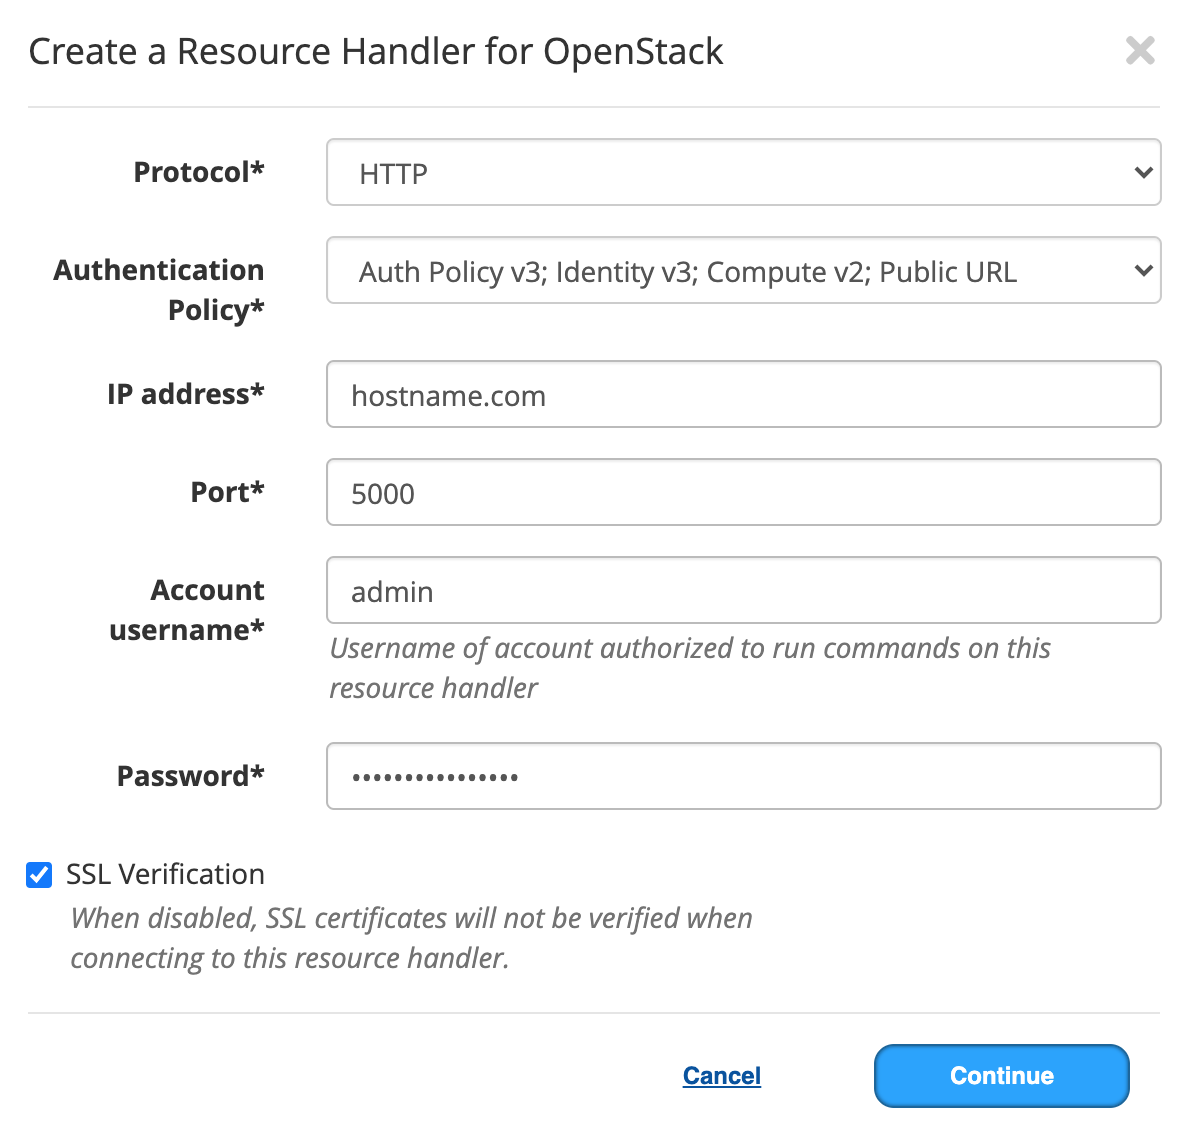 Create a Resource Handler for OpenStack
Protocol*
HTTP
Authentication
Policy*
Auth Policy v3; Identity v3; Compute v2; Public URL
IP address*
hostname.com
Port*
5000
Account
username*
admin
Username of account authorized to run commands on this
resource handler
Password*
••••••••••••••••
SSL Verification
When disabled, SSL certificates will not be verified when
connecting to this resource handler.
Cancel
Continue